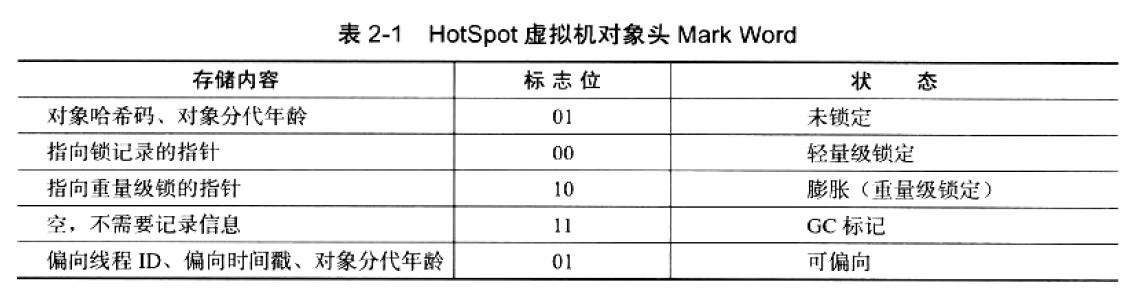 表 2-1 HotSpot 虚拟机对象头 Mark Word
存储内容 标志位 状 态
对象哈希码、对象分代年龄 01 未锁定
指向锁记录的指针 00 轻量级锁定
指向重量级锁的指针 10 膨胀（重量级锁定）
空，不需要记录信息 11 GC 标记
偏向线程 ID、偏向时间戳、对象分代年龄 01 可偏向